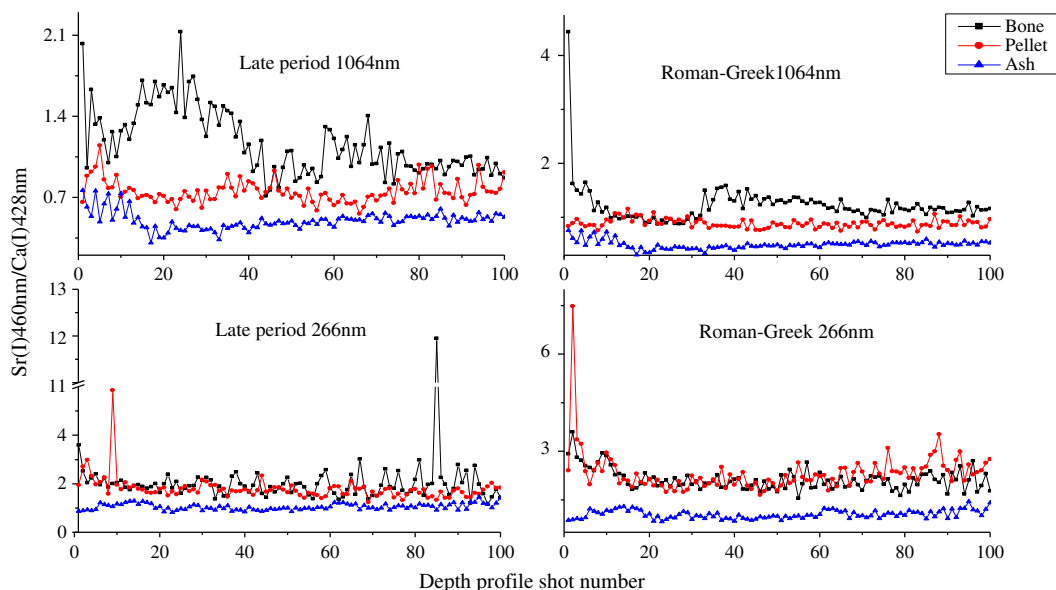 2.1
1.4
0.7
0 20 40 60 80 100
Late period 1064nm
4
2
0 20 40 60 80 100
Roman-Greek1064nm
Bone
Pellet
Ash
Sr(I)460nm/Ca(I)428nm
13
12
11
4
2
1
0
0 20 40 60 80 100
Late period 266nm
6
3
0 20 40 60 80 100
Roman-Greek 266nm
Depth profile shot number